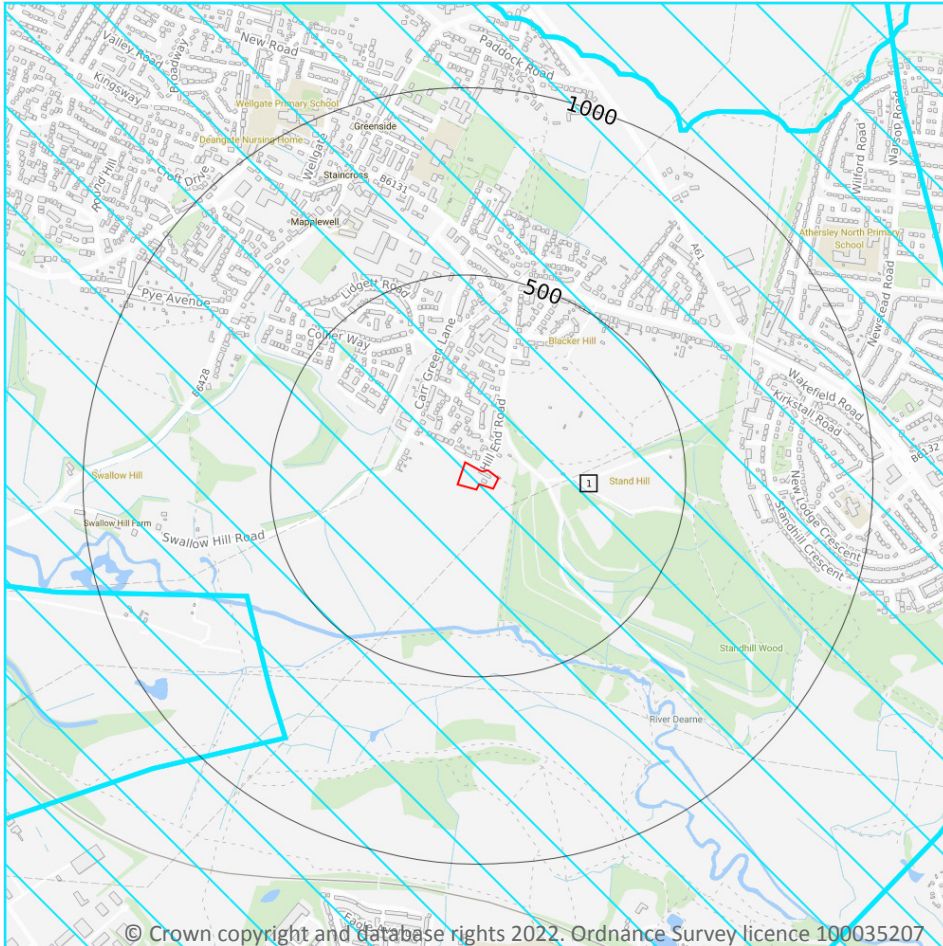 Valley Road
Broadway
New Road
Paddock Road
Kingsway
Wellgate Primary School
1000
Warsop Road
Greenside
Deangate Nursing Home
Wellgate
Wilford Road
Round Hill
Croft Drive
Staincross
B6131
Mapplewell
Athersley North Primary
School
A61
Newstead Road
Pye Avenue
Lidgett Road
500
Collier Way
Carr Green Lane
Blacker Hill
B6428
Wakefield Road
Kirkstall Road
Hill End Road
B6132
Swallow Hill
Stand Hill
1
New Lodge Crescent
Standhill Crescent
Swallow Hill Farm
Swallow Hill Road
Standhill Wood
River Dearne
© Crown copyright and database rights 2022. Ordnance Survey licence 100035207